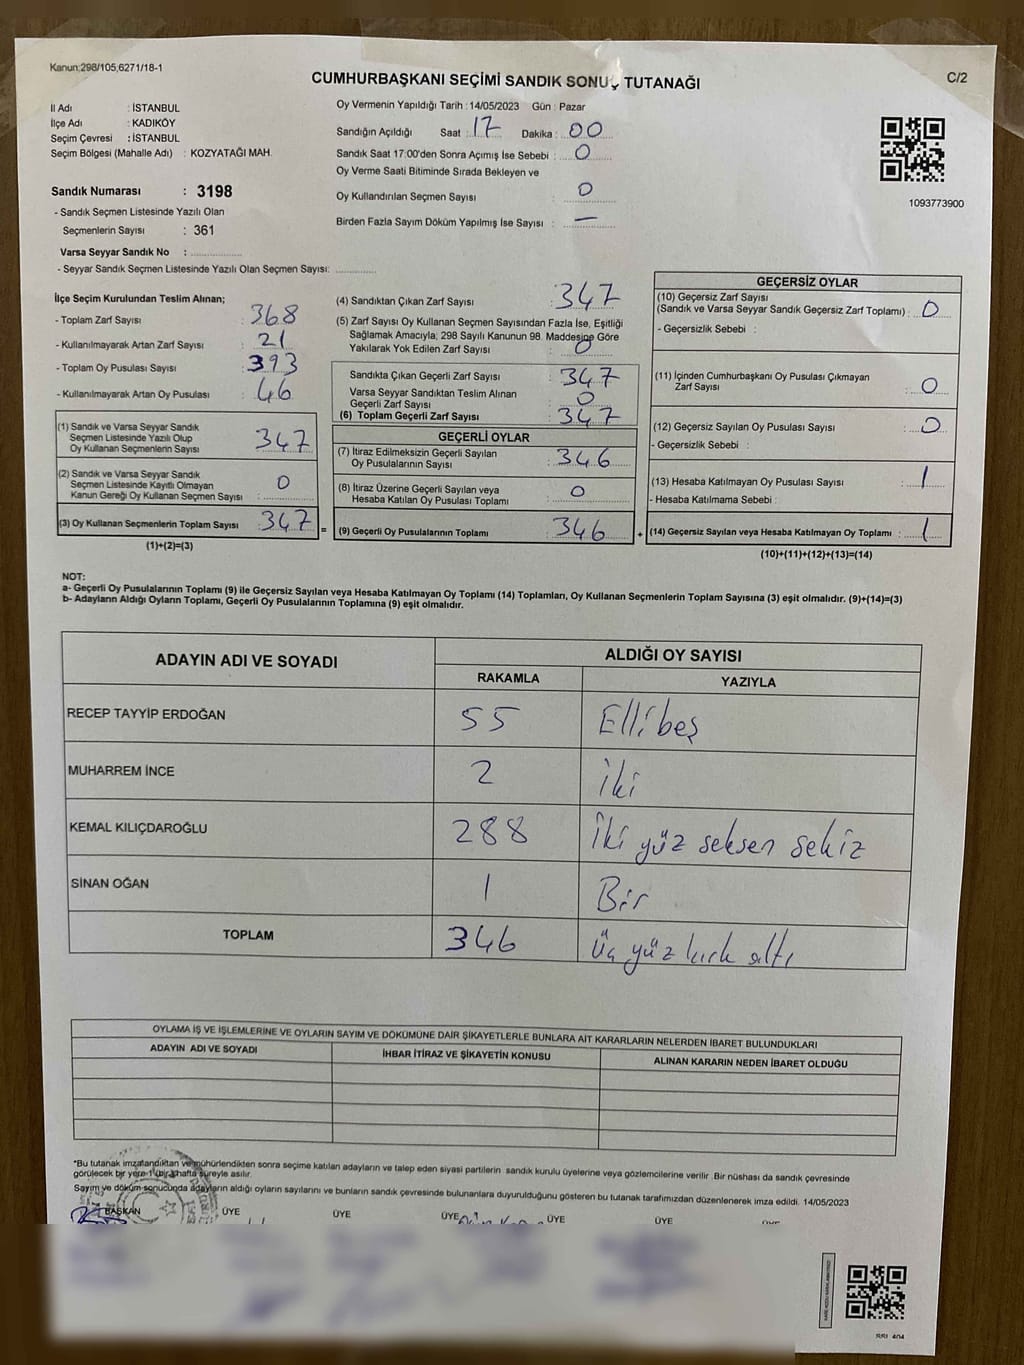 Kanun:298/105,6271/18-1
CUMHURBAŞKANI SEÇİMİ SANDIK SONUÇ TUTANAĞI
C/2
İl Adı : İSTANBUL
İlçe Adı : KADIKÖY
Seçim Çevresi : İSTANBUL
Seçim Bölgesi (Mahalle Adı) : KOZYATAĞI MAH.
Sandık Numarası : 3198
- Sandık Seçmen Listesinde Yazılı Olan
Seçmenlerin Sayısı : 361
Varsa Seyyar Sandık No :
- Seyyar Sandık Seçmen Listesinde Yazılı Olan Seçmen Sayısı:
Oy Vermenin Yapıldığı Tarih : 14/05/2023 Gün : Pazar
Sandığın Açıldığı Saat : 17 Dakika : 00
Sandık Saat 17:00'den Sonra Açımış İse Sebebi : 0
Oy Verme Saati Bitiminde Sırada Bekleyen ve
Oy Kullandırılan Seçmen Sayısı 0
Birden Fazla Sayım Döküm Yapılmış İse Sayısı : —
1093773900
İlçe Seçim Kurulundan Teslim Alınan;
- Toplam Zarf Sayısı : 368
- Kullanılmayarak Artan Zarf Sayısı : 21
- Toplam Oy Pusulası Sayısı : 393
- Kullanılmayarak Artan Oy Pusulası : 46
(1) Sandık ve Varsa Seyyar Sandık
Seçmen Listesinde Yazılı Olup
Oy Kullanan Seçmenlerin Sayısı 347
(2) Sandık ve Varsa Seyyar Sandık
Seçmen Listesinde Kayıtlı Olmayan
Kanun Gereği Oy Kullanan Seçmen Sayısı : 0
(3) Oy Kullanan Seçmenlerin Toplam Sayısı 347 =
(1)+(2)=(3)
(4) Sandıktan Çıkan Zarf Sayısı : 347
(5) Zarf Sayısı Oy Kullanan Seçmen Sayısından Fazla İse, Eşitliği
Sağlamak Amacıyla, 298 Sayılı Kanunun 98. Maddesine Göre
Yakılarak Yok Edilen Zarf Sayısı : 0
Sandıkta Çıkan Geçerli Zarf Sayısı : 347
Varsa Seyyar Sandıktan Teslim Alınan
Geçerli Zarf Sayısı : 0
(6) Toplam Geçerli Zarf Sayısı : 347
GEÇERLİ OYLAR
(7) İtiraz Edilmeksizin Geçerli Sayılan
Oy Pusulalarının Sayısı : 346
(8) İtiraz Üzerine Geçerli Sayılan veya
Hesaba Katılan Oy Pusulası Toplamı : 0
(9) Geçerli Oy Pusulalarının Toplamı : 346 +
GEÇERSİZ OYLAR
(10) Geçersiz Zarf Sayısı
(Sandık ve Varsa Seyyar Sandık Geçersiz Zarf Toplamı) : 0
- Geçersizlik Sebebi :
(11) İçinden Cumhurbaşkanı Oy Pusulası Çıkmayan
Zarf Sayısı : 0
(12) Geçersiz Sayılan Oy Pusulası Sayısı : 0
- Geçersizlik Sebebi :
(13) Hesaba Katılmayan Oy Pusulası Sayısı : 1
- Hesaba Katılmama Sebebi :
(14) Geçersiz Sayılan veya Hesaba Katılmayan Oy Toplamı : 1
(10)+(11)+(12)+(13)=(14)
NOT:
a- Geçerli Oy Pusulalarının Toplamı (9) ile Geçersiz Sayılan veya Hesaba Katılmayan Oy Toplamı (14) Toplamları, Oy Kullanan Seçmenlerin Toplam Sayısına (3) eşit olmalıdır. (9)+(14)=(3)
b- Adayların Aldığı Oyların Toplamı, Geçerli Oy Pusulalarının Toplamına (9) eşit olmalıdır.
ADAYIN ADI VE SOYADI ALDIĞI OY SAYISI
RAKAMLA YAZIYLA
RECEP TAYYİP ERDOĞAN 55 Ellibeş
MUHARREM İNCE 2 İki
KEMAL KILIÇDAROĞLU 288 İki yüz seksen sekiz
SİNAN OĞAN 1 Bir
TOPLAM 346 Üç yüz kırk altı
OYLAMA İŞ VE İŞLEMLERİNE VE OYLARIN SAYIM VE DÖKÜMÜNE DAİR ŞİKAYETLERLE BUNLARA AİT KARARLARIN NELERDEN İBARET BULUNDUKLARI
ADAYIN ADI VE SOYADI İHBAR İTİRAZ VE ŞİKAYETİN KONUSU ALINAN KARARIN NEDEN İBARET OLDUĞU
*Bu tutanak imzalandıktan ve mühürlendikten sonra seçime katılan adayların ve talep eden siyasi partilerin sandık kurulu üyelerine veya gözlemcilerine verilir. Bir nüshası da sandık çevresinde
görülecek bir yere 1 (bir) hafta süreyle asılır.
Sayım ve döküm sonucunda adayların aldığı oyların sayılarını ve bunların sandık çevresinde bulunanlara duyurulduğunu gösteren bu tutanak tarafımızdan düzenlenerek imza edildi. 14/05/2023
BAŞKAN ÜYE ÜYE ÜYE ÜYE ÜYE